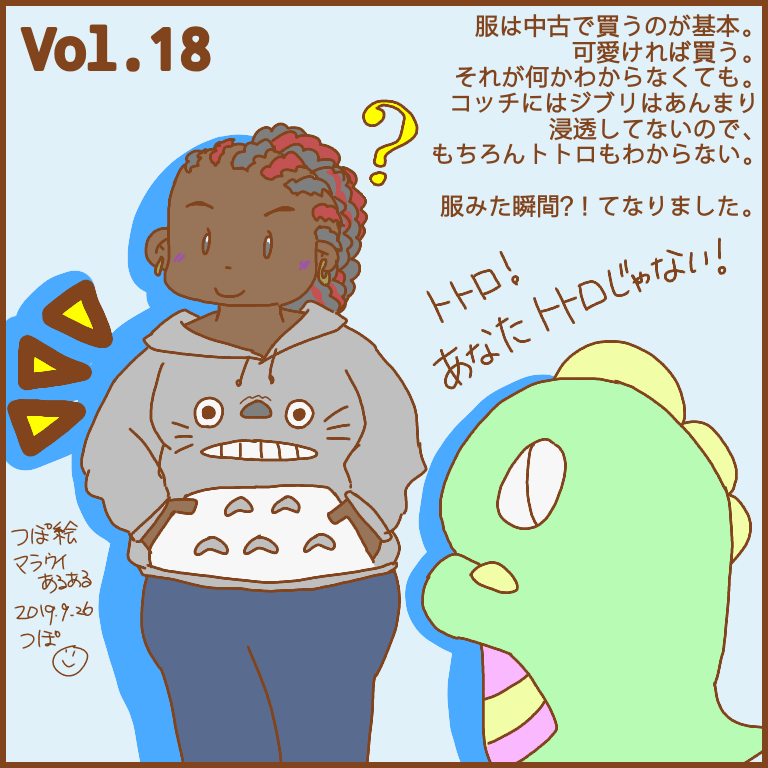 Vol.18
服は中古で買うのが基本。
可愛ければ買う。
それが何かわからなくても。
コッチにはジブリはあんまり
浸透してないので、
もちろんトトロもわからない。
服みた瞬間?！てなりました。
?
トトロ!
あなたトトロじゃない!
つぽ絵
マラウイ
あるある
2019.9.26
つぽ